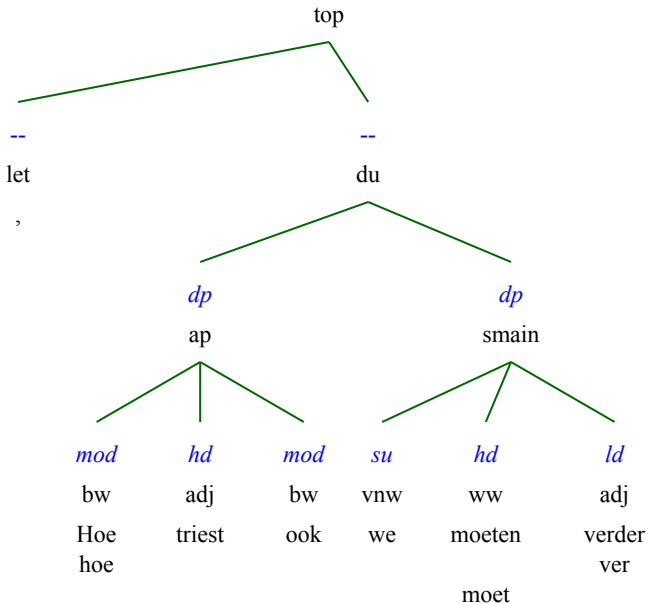 top
-- --
let du
,
dp dp
ap smain
mod hd mod su hd ld
bw adj bw vnw ww adj
Hoe triest ook we moeten verder
hoe ver
moet